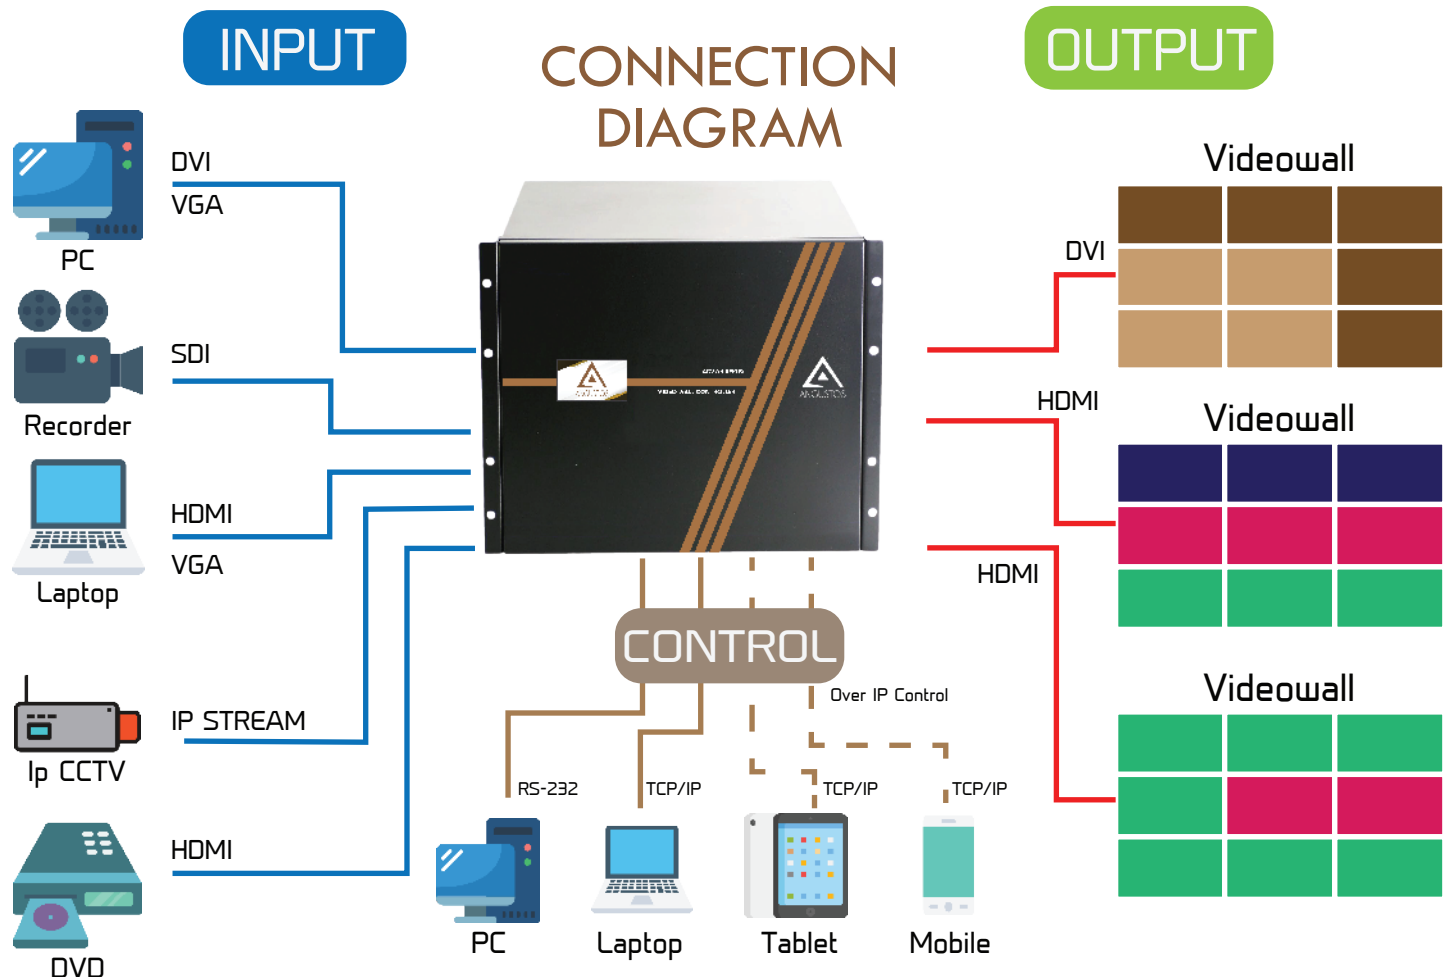 INPUT
CONNECTION
DIAGRAM
OUTPUT
DVI
VGA
PC
SDI
Recorder
HDMI
VGA
Laptop
IP STREAM
Ip CCTV
HDMI
DVD
ANGUSTOS
ANGUSTOS
CONTROL
Over IP Control
RS-232
TCP/IP
TCP/IP
TCP/IP
PC
Laptop
Tablet
Mobile
Videowall
DVI
HDMI
Videowall
HDMI
Videowall